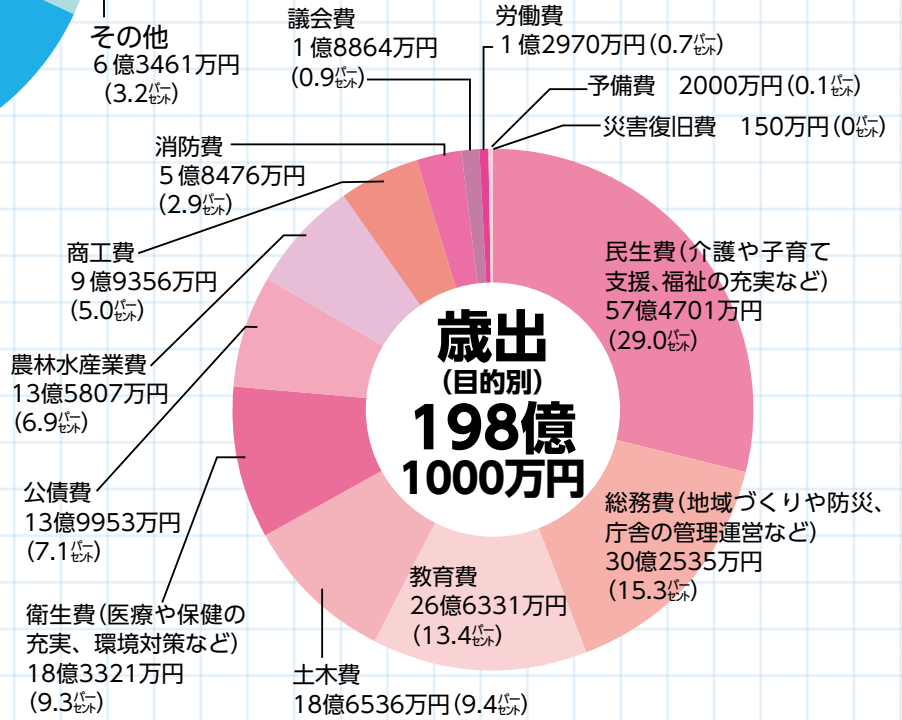 その他
6億3461万円
(3.2㌫)
議会費
1億8864万円
(0.9㌫)
労働費
1億2970万円(0.7㌫)
予備費　2000万円(0.1㌫)
災害復旧費　150万円(0㌫)
消防費
5億8476万円
(2.9㌫)
商工費
9億9356万円
(5.0㌫)
農林水産業費
13億5807万円
(6.9㌫)
公債費
13億9953万円
(7.1㌫)
衛生費(医療や保健の
充実、環境対策など)
18億3321万円
(9.3㌫)
土木費
18億6536万円(9.4㌫)
教育費
26億6331万円
(13.4㌫)
総務費(地域づくりや防災、
庁舎の管理運営など)
30億2535万円
(15.3㌫)
民生費(介護や子育て
支援、福祉の充実など)
57億4701万円
(29.0㌫)
歳出
(目的別)
198億
1000万円